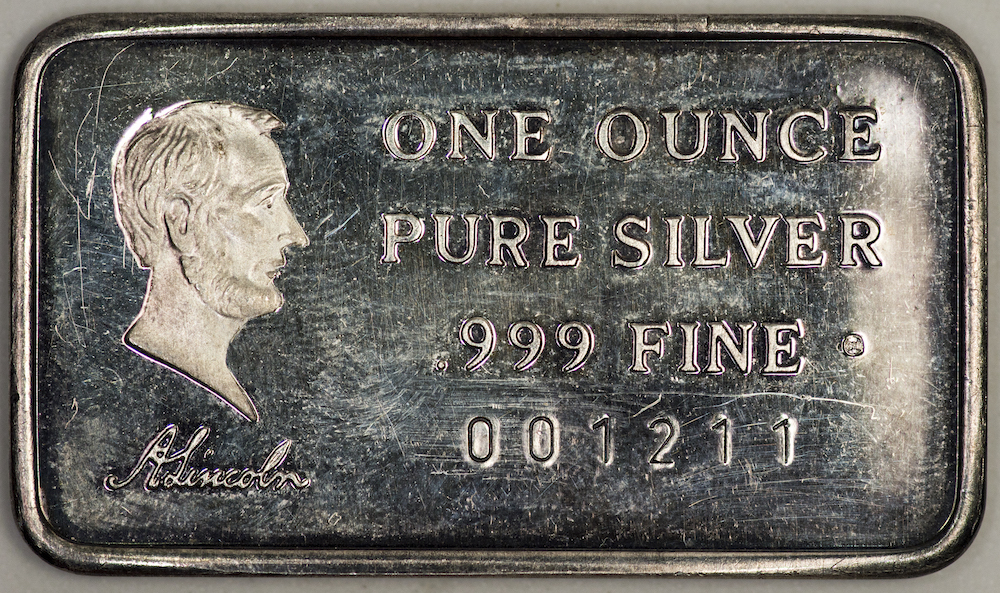 ONE OUNCE
PURE SILVER
.999 FINE
001211
A. Lincoln